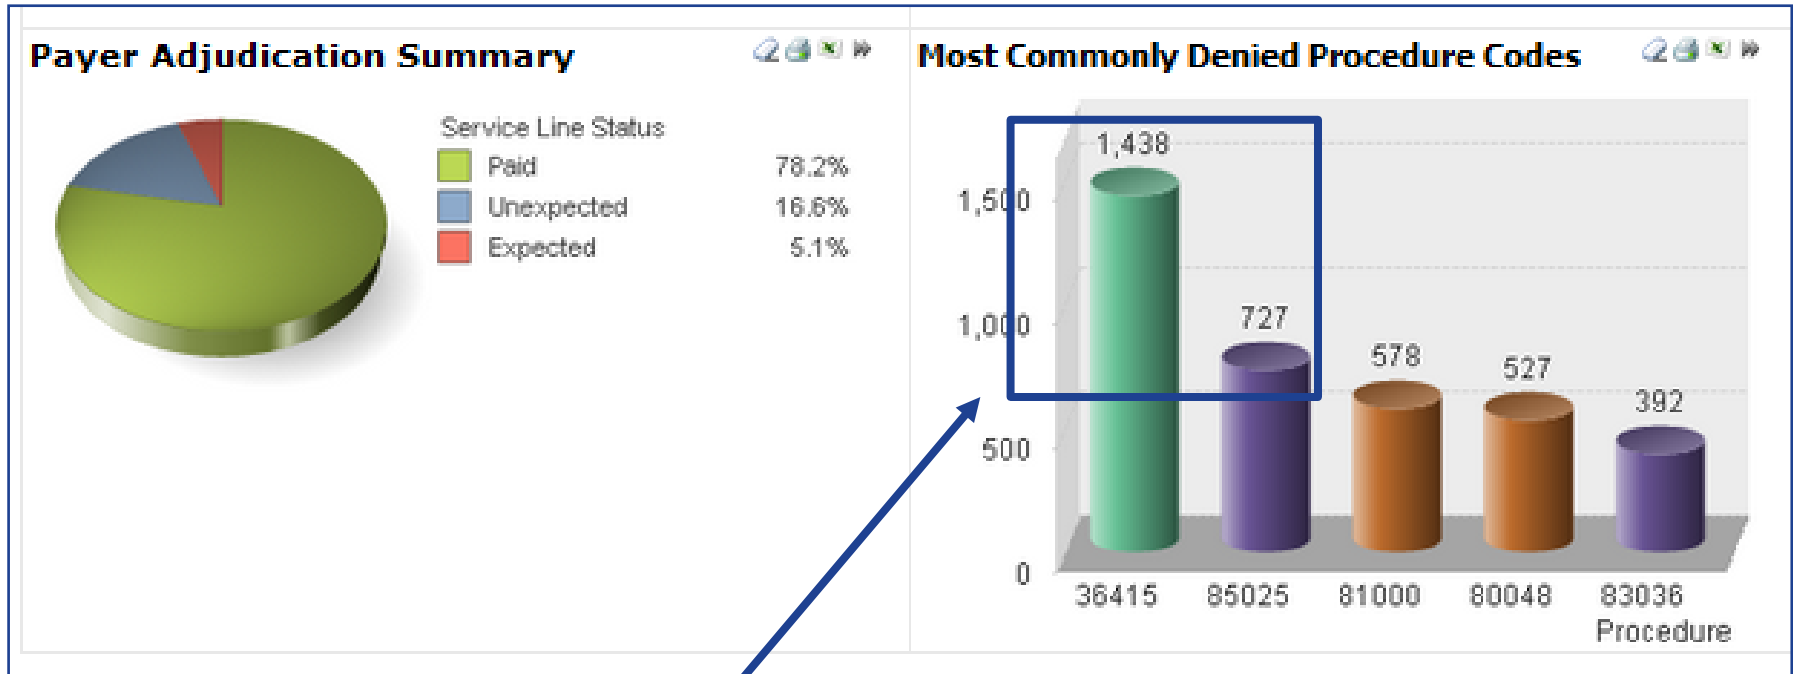 Payer Adjudication Summary
Service Line Status
Paid 78.2%
Unexpected 16.6%
Expected 5.1%
Most Commonly Denied Procedure Codes
1,438
1,500
727
1,000
578
527
392
500
0
36415 85025 81000 80048 83036
Procedure